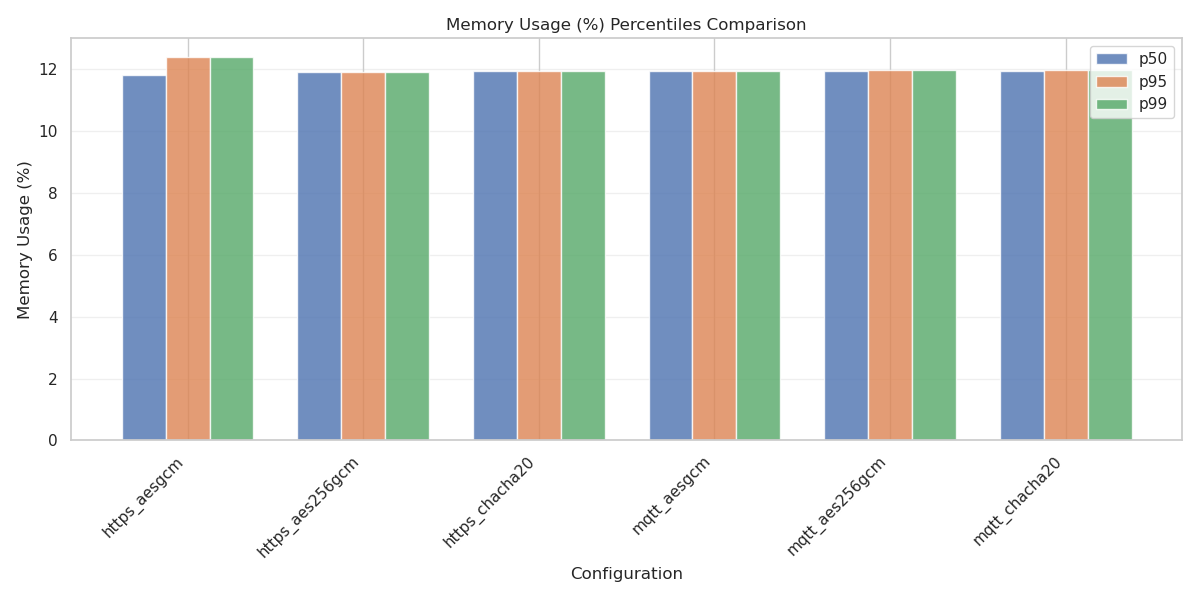 Memory Usage (%) Percentiles Comparison
p50
p95
p99
Memory Usage (%)
12
10
8
6
4
2
0
https_aesgcm
https_aes256gcm
https_chacha20
mqtt_aesgcm
mqtt_aes256gcm
mqtt_chacha20
Configuration